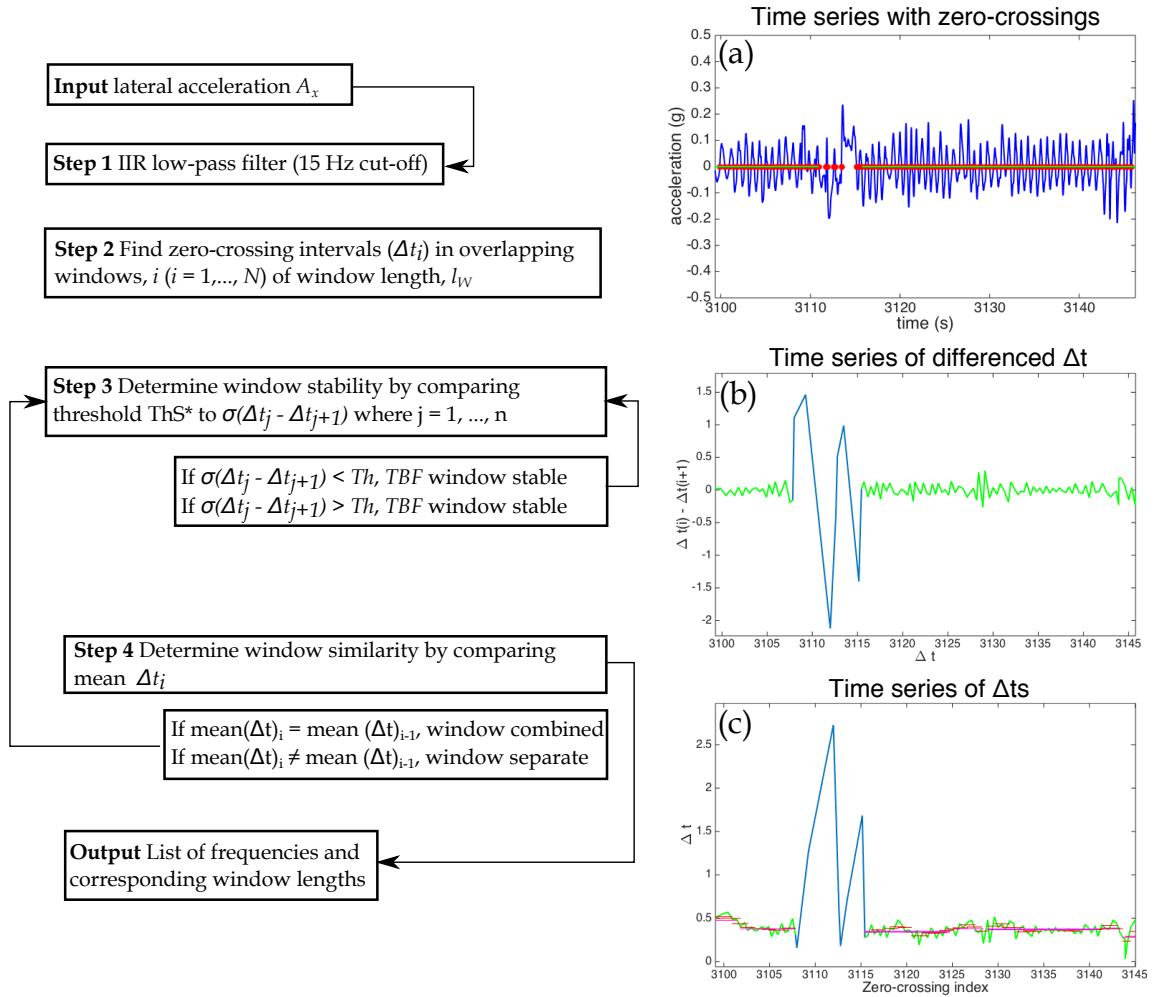 Input lateral acceleration Aₓ
Step 1 IIR low-pass filter (15 Hz cut-off)
Step 2 Find zero-crossing intervals (Δtᵢ) in overlapping
windows, i (i = 1,..., N) of window length, l_W
Step 3 Determine window stability by comparing
threshold ThS* to σ(Δtⱼ - Δtⱼ₊₁) where j = 1, ..., n
If σ(Δtⱼ - Δtⱼ₊₁) < Th, TBF window stable
If σ(Δtⱼ - Δtⱼ₊₁) > Th, TBF window stable
Step 4 Determine window similarity by comparing
mean Δtᵢ
If mean(Δt)ᵢ = mean (Δt)ᵢ₋₁, window combined
If mean(Δt)ᵢ ≠ mean (Δt)ᵢ₋₁, window separate
Output List of frequencies and
corresponding window lengths
Time series with zero-crossings
(a)
acceleration (g)
0.5
0.4
0.3
0.2
0.1
0
-0.1
-0.2
-0.3
-0.4
-0.5
3100 3110 3120 3130 3140
time (s)
Time series of differenced Δt
(b)
Δ t(i) - Δ t(i+1)
1.5
1
0.5
0
-0.5
-1
-1.5
-2
3100 3105 3110 3115 3120 3125 3130 3135 3140 3145
Δ t
Time series of Δts
(c)
Δ t
2.5
2
1.5
1
0.5
0
3100 3105 3110 3115 3120 3125 3130 3135 3140 3145
Zero-crossing index